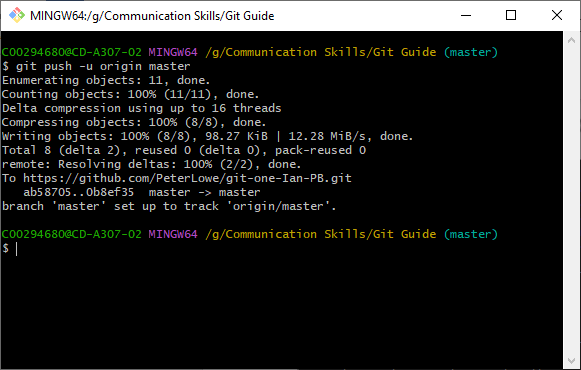 MINGW64:/g/Communication Skills/Git Guide
C00294680@CD-A307-02 MINGW64 /g/Communication Skills/Git Guide (master)
$ git push -u origin master
Enumerating objects: 11, done.
Counting objects: 100% (11/11), done.
Delta compression using up to 16 threads
Compressing objects: 100% (8/8), done.
Writing objects: 100% (8/8), 98.27 KiB | 12.28 MiB/s, done.
Total 8 (delta 2), reused 0 (delta 0), pack-reused 0
remote: Resolving deltas: 100% (2/2), done.
To https://github.com/PeterLowe/git-one-Ian-PB.git
   ab58705..0b8ef35  master -> master
branch 'master' set up to track 'origin/master'.
C00294680@CD-A307-02 MINGW64 /g/Communication Skills/Git Guide (master)
$